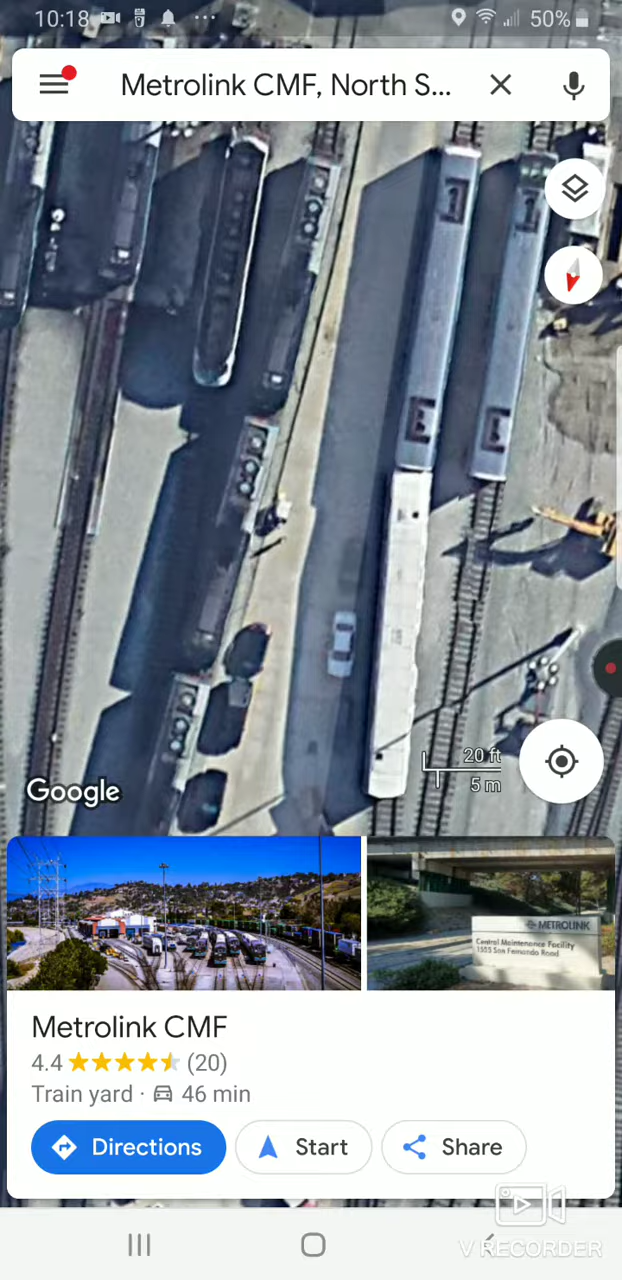 10:18
50%
Metrolink CMF, North S...
20 ft
5 m
Google
METROLINK
Central Maintenance Facility
1555 San Fernando Road
Metrolink CMF
4.4 (20)
Train yard · 46 min
Directions
Start
Share
V RECORDER